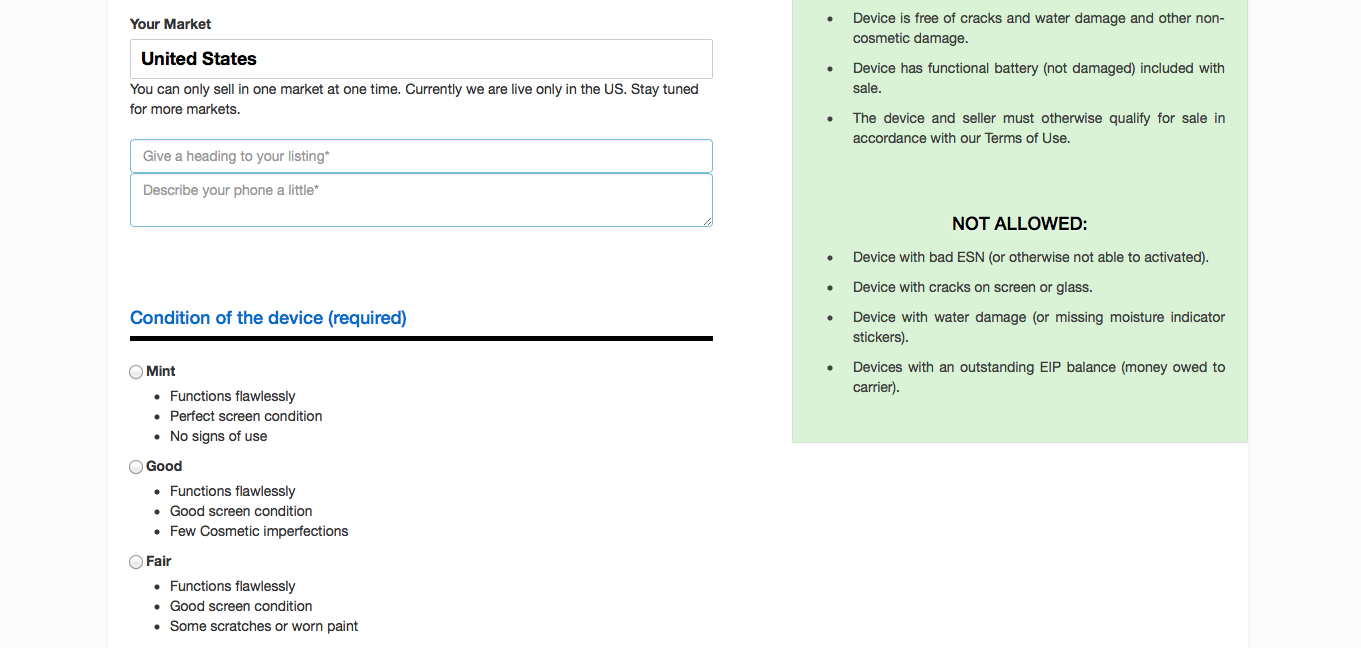 Your Market
United States
You can only sell in one market at one time. Currently we are live only in the US. Stay tuned
for more markets.
Give a heading to your listing*
Describe your phone a little*
Condition of the device (required)
Mint
Functions flawlessly
Perfect screen condition
No signs of use
Good
Functions flawlessly
Good screen condition
Few Cosmetic imperfections
Fair
Functions flawlessly
Good screen condition
Some scratches or worn paint
Device is free of cracks and water damage and other non-
cosmetic damage.
Device has functional battery (not damaged) included with
sale.
The device and seller must otherwise qualify for sale in
accordance with our Terms of Use.
NOT ALLOWED:
Device with bad ESN (or otherwise not able to activated).
Device with cracks on screen or glass.
Device with water damage (or missing moisture indicator
stickers).
Devices with an outstanding EIP balance (money owed to
carrier).